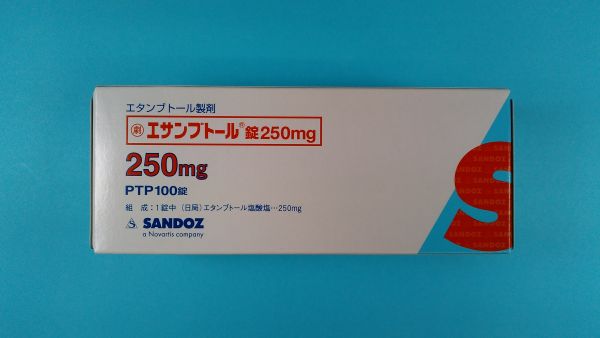 エタンブトール製剤
劇 エサンブトール®錠250mg
250mg
PTP100錠
組 成：1錠中 (日局)エタンブトール塩酸塩…250mg
S SANDOZ
a Novartis company
S
SANDOZ